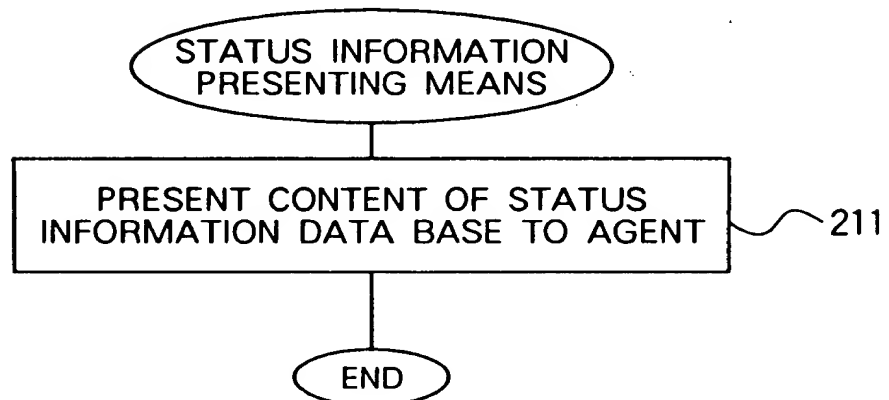 STATUS INFORMATION
PRESENTING MEANS
PRESENT CONTENT OF STATUS
INFORMATION DATA BASE TO AGENT
211
END